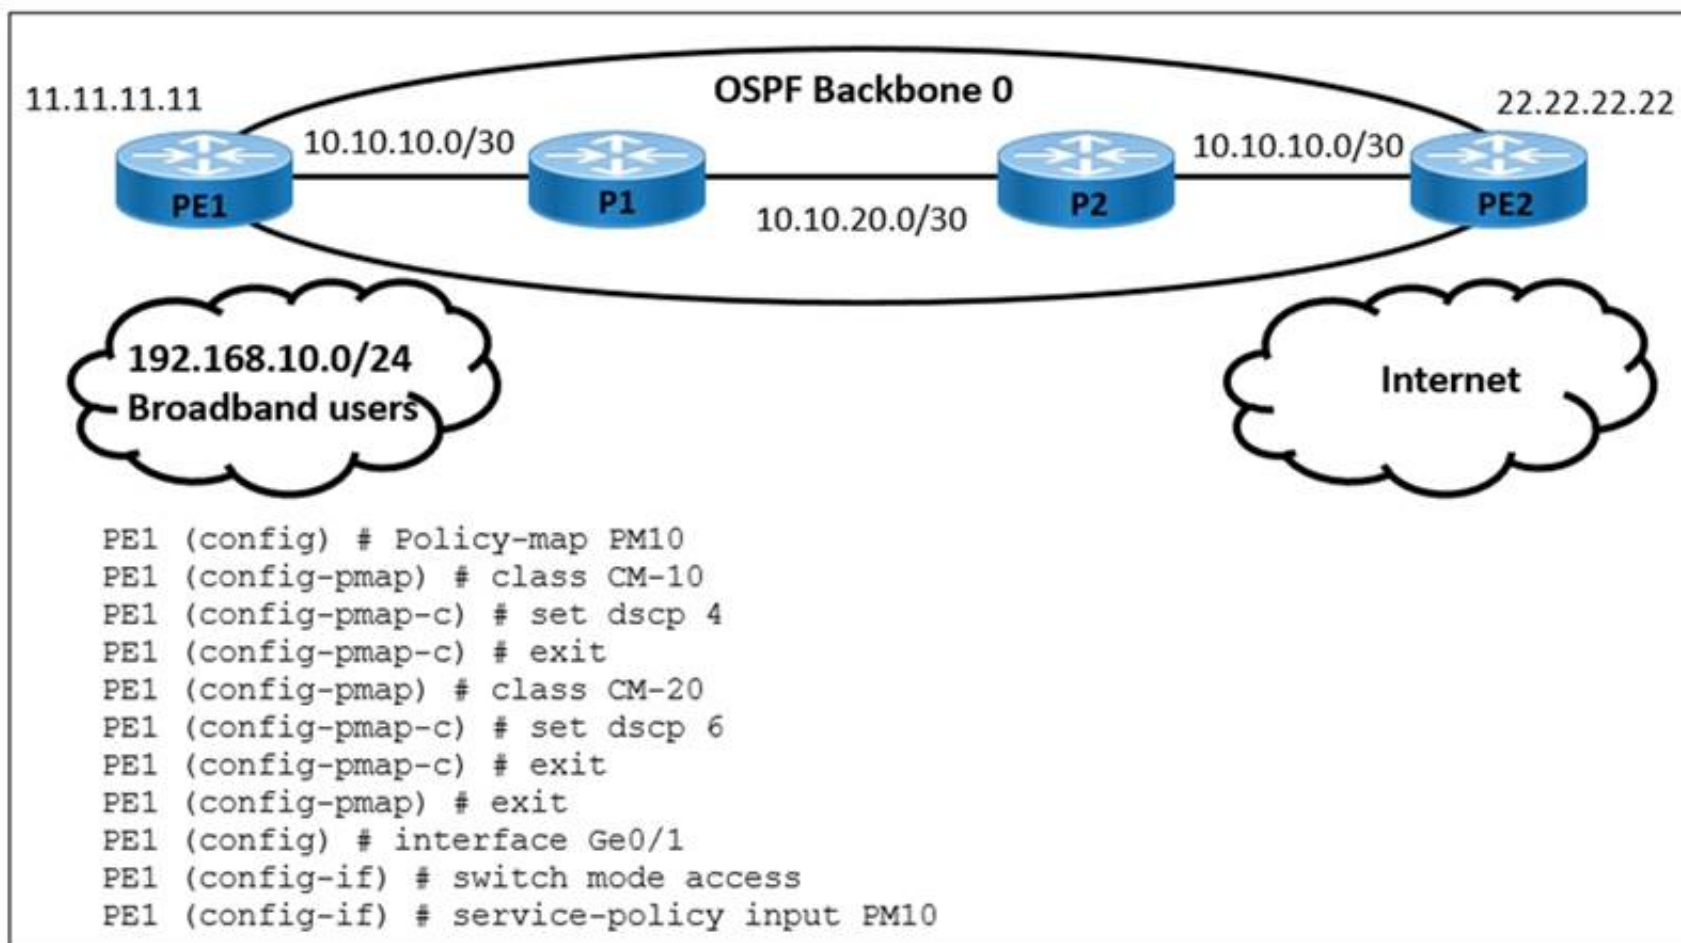 OSPF Backbone 0
11.11.11.11
22.22.22.22
10.10.10.0/30
10.10.10.0/30
PE1
P1
P2
PE2
10.10.20.0/30
192.168.10.0/24
Broadband users
Internet
PE1 (config) # Policy-map PM10
PE1 (config-pmap) # class CM-10
PE1 (config-pmap-c) # set dscp 4
PE1 (config-pmap-c) # exit
PE1 (config-pmap) # class CM-20
PE1 (config-pmap-c) # set dscp 6
PE1 (config-pmap-c) # exit
PE1 (config-pmap) # exit
PE1 (config) # interface Ge0/1
PE1 (config-if) # switch mode access
PE1 (config-if) # service-policy input PM10